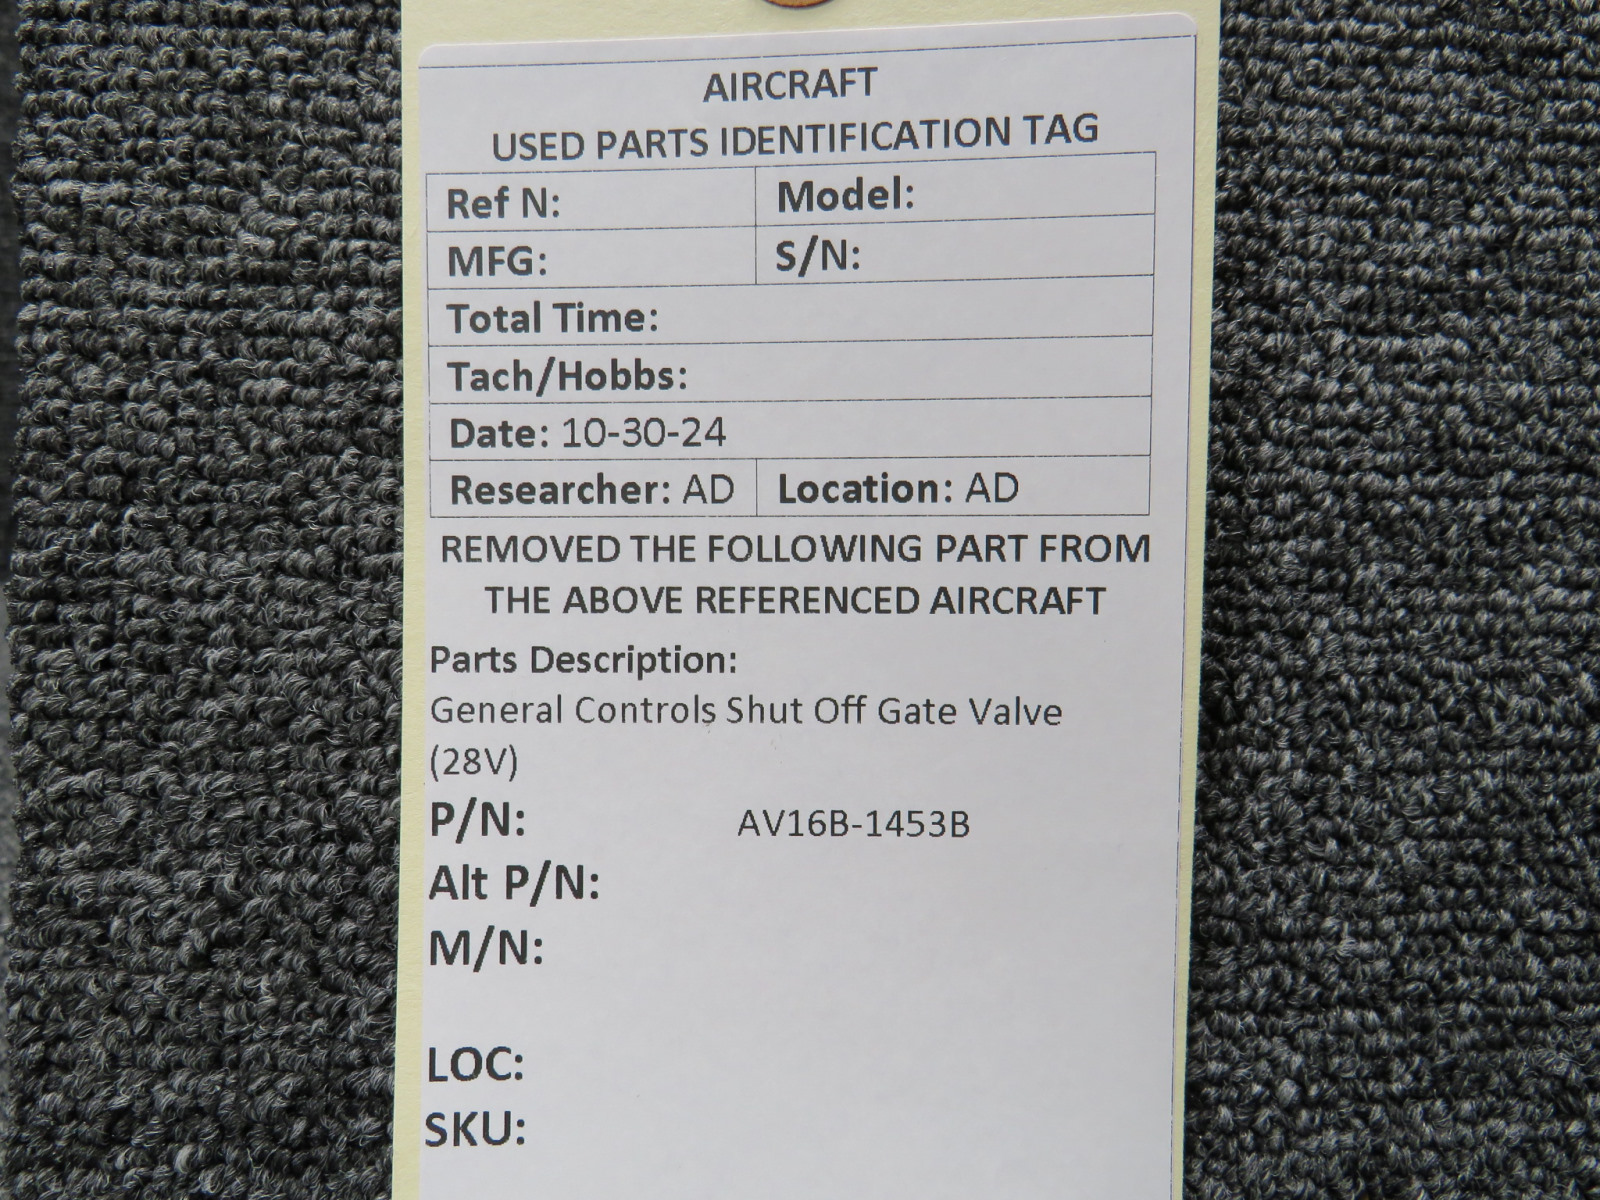 AIRCRAFT
USED PARTS IDENTIFICATION TAG
Ref N: Model:
MFG: S/N:
Total Time:
Tach/Hobbs:
Date: 10-30-24
Researcher: AD Location: AD
REMOVED THE FOLLOWING PART FROM
THE ABOVE REFERENCED AIRCRAFT
Parts Description:
General Controls Shut Off Gate Valve
(28V)
P/N: AV16B-1453B
Alt P/N:
M/N:
LOC:
SKU: